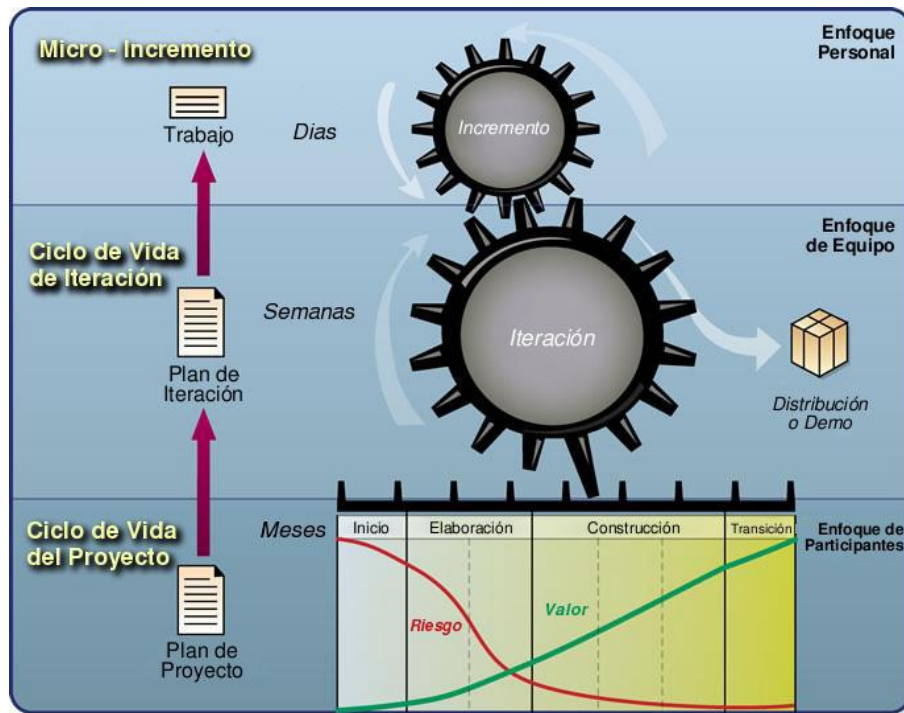 Micro - Incremento
Enfoque
Personal
Trabajo
Dias
Incremento
Ciclo de Vida
de Iteración
Enfoque
de Equipo
Semanas
Iteración
Plan de
Iteración
Distribución
o Demo
Ciclo de Vida
del Proyecto
Meses
Inicio
Elaboración
Construcción
Transición
Enfoque de
Participantes
Riesgo
Valor
Plan de
Proyecto